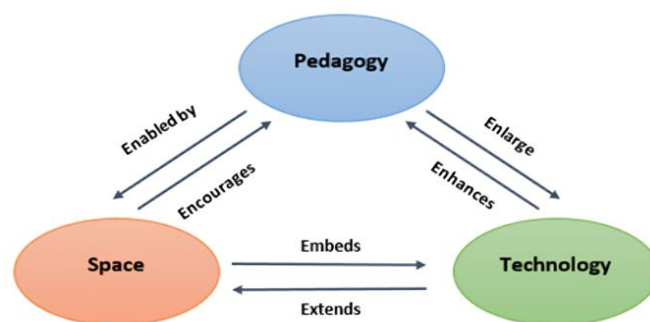 Pedagogy
Enabled by
Encourages
Enlarge
Enhances
Space
Embeds
Extends
Technology